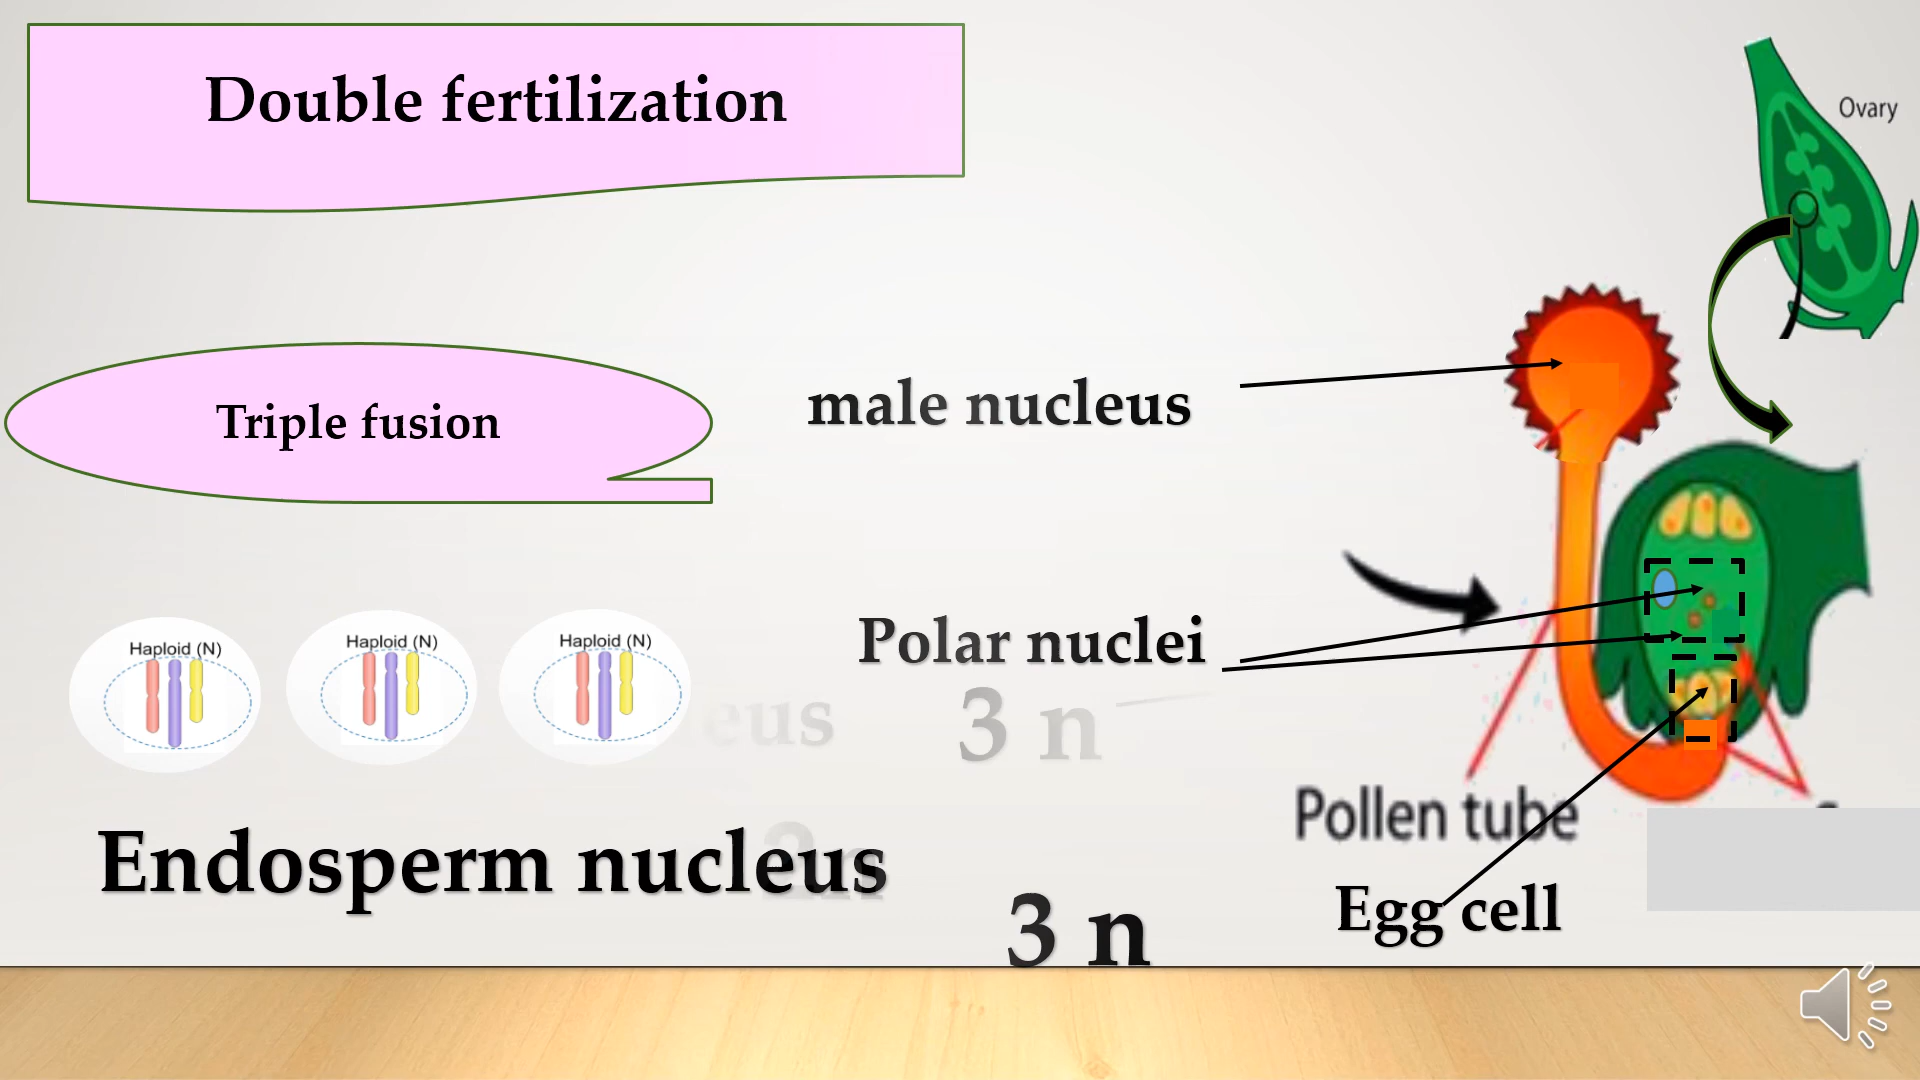 Double fertilization
Ovary
Triple fusion
male nucleus
Haploid (N)
Haploid (N)
Haploid (N)
Polar nuclei
3 n
Pollen tube
Endosperm nucleus
2n
Egg cell
3 n